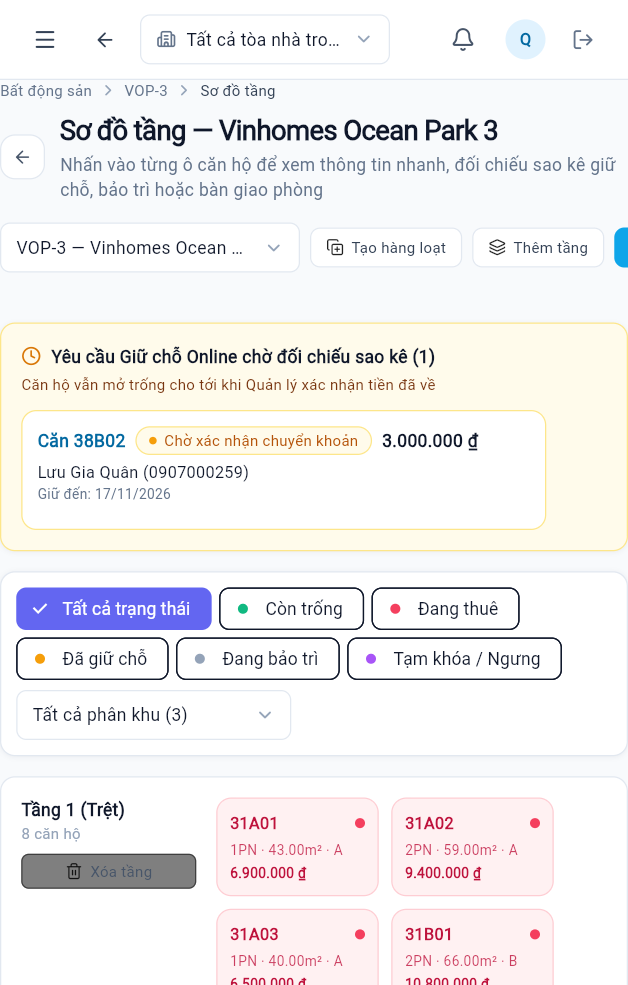 Tất cả tòa nhà tro...
Q
Bất động sản > VOP-3 > Sơ đồ tầng
Sơ đồ tầng — Vinhomes Ocean Park 3
Nhấn vào từng ô căn hộ để xem thông tin nhanh, đối chiếu sao kê giữ
chỗ, bảo trì hoặc bàn giao phòng
VOP-3 — Vinhomes Ocean ...
Tạo hàng loạt
Thêm tầng
Yêu cầu Giữ chỗ Online chờ đối chiếu sao kê (1)
Căn hộ vẫn mở trống cho tới khi Quản lý xác nhận tiền đã về
Căn 38B02 Chờ xác nhận chuyển khoản 3.000.000 ₫
Lưu Gia Quân (0907000259)
Giữ đến: 17/11/2026
Tất cả trạng thái
Còn trống
Đang thuê
Đã giữ chỗ
Đang bảo trì
Tạm khóa / Ngưng
Tất cả phân khu (3)
Tầng 1 (Trệt)
8 căn hộ
Xóa tầng
31A01
1PN · 43.00m² · A
6.900.000 ₫
31A02
2PN · 59.00m² · A
9.400.000 ₫
31A03
1PN · 40.00m² · A
6.500.000 ₫
31B01
2PN · 66.00m² · B
10.800.000 ₫